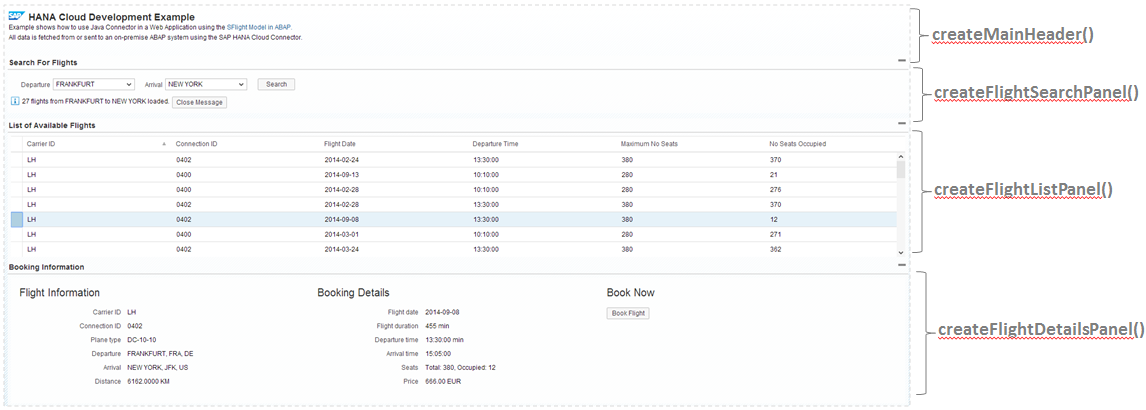 SAP HANA Cloud Development Example
Example shows how to use Java Connector in a Web Application using the SFlight Model in ABAP.
All data is fetched from or sent to an on-premise ABAP system using the SAP HANA Cloud Connector.
createMainHeader()
Search For Flights
Departure FRANKFURT Arrival NEW YORK Search
27 flights from FRANKFURT to NEW YORK loaded. Close Message
createFlightSearchPanel()
List of Available Flights
Carrier ID Connection ID Flight Date Departure Time Maximum No Seats No Seats Occupied
LH 0402 2014-02-24 13:30:00 380 370
LH 0400 2014-09-13 10:10:00 280 21
LH 0400 2014-02-28 10:10:00 280 276
LH 0402 2014-02-28 13:30:00 380 370
LH 0402 2014-09-08 13:30:00 380 12
LH 0400 2014-03-01 10:10:00 280 271
LH 0402 2014-03-24 13:30:00 380 362
createFlightListPanel()
Booking Information
Flight Information Booking Details Book Now
Carrier ID LH Flight date 2014-09-08 Book Flight
Connection ID 0402 Flight duration 455 min
Plane type DC-10-10 Departure time 13:30:00 min
Departure FRANKFURT, FRA, DE Arrival time 15:05:00
Arrival NEW YORK, JFK, US Seats Total: 380, Occupied: 12
Distance 6162.0000 KM Price 666.00 EUR
createFlightDetailsPanel()